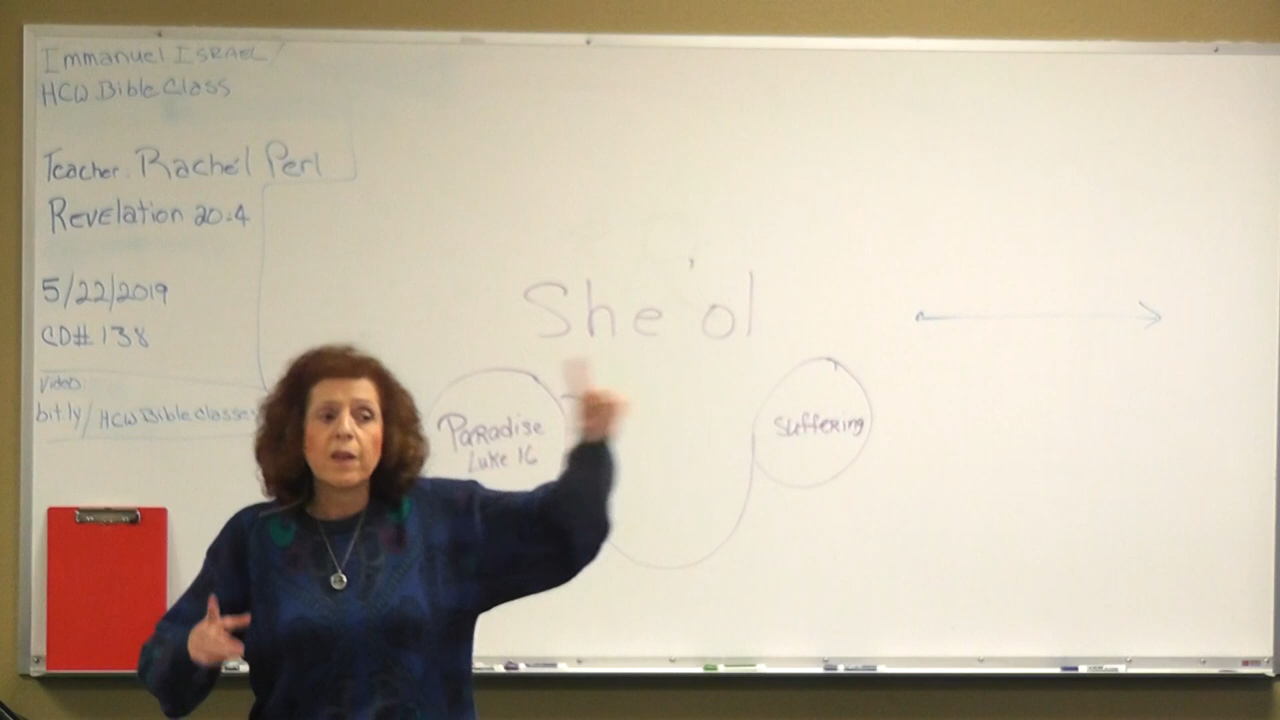 Immanuel ISRAEL/
HCW Bible Class
Teacher: Rachel Perl
Revelation 20:4
5/22/2019
CD# 138
Video:
bit.ly/HCWBibleClasses
She'ol
Paradise
Luke 16
Suffering